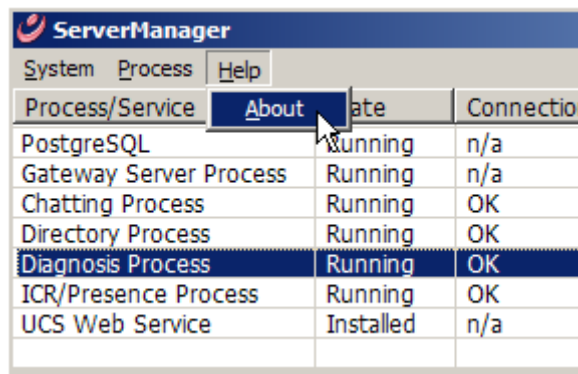 ServerManager
System Process Help
Process/Service About ate Connectio
PostgreSQL Running n/a
Gateway Server Process Running n/a
Chatting Process Running OK
Directory Process Running OK
Diagnosis Process Running OK
ICR/Presence Process Running OK
UCS Web Service Installed n/a